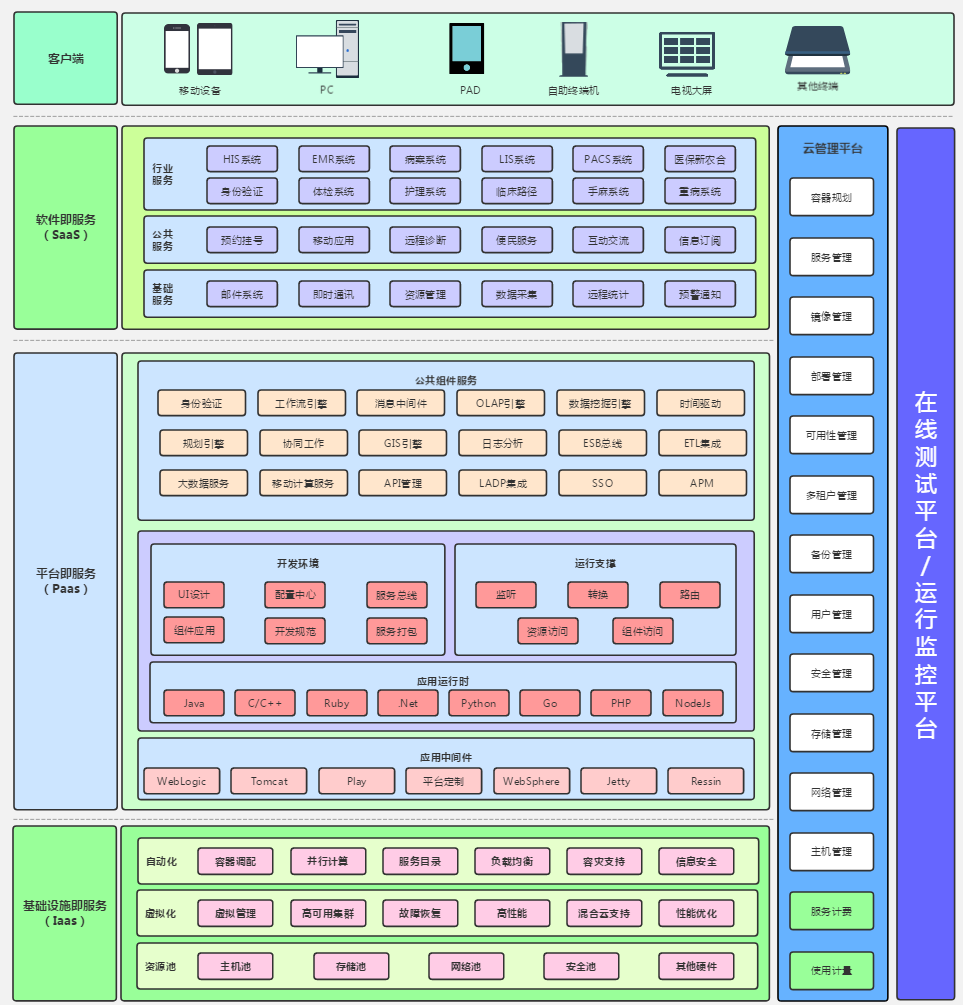 客户端
移动设备
PC
PAD
自助终端机
电视大屏
其他终端
软件即服务
（SaaS）
行业
服务
HIS系统
EMR系统
病案系统
LIS系统
PACS系统
医保新农合
身份验证
体检系统
护理系统
临床路径
手麻系统
重病系统
公共
服务
预约挂号
移动应用
远程诊断
便民服务
互动交流
信息订阅
基础
服务
邮件系统
即时通讯
资源管理
数据采集
远程统计
预警通知
平台即服务
（Paas）
公共组件服务
身份验证
工作流引擎
消息中间件
OLAP引擎
数据挖掘引擎
时间驱动
规划引擎
协同工作
GIS引擎
日志分析
ESB总线
ETL集成
大数据服务
移动计算服务
API管理
LADP集成
SSO
APM
开发环境
UI设计
配置中心
服务总线
组件应用
开发规范
服务打包
运行支撑
监听
转换
路由
资源访问
组件访问
应用运行时
Java
C/C++
Ruby
.Net
Python
Go
PHP
NodeJs
应用中间件
WebLogic
Tomcat
Play
平台定制
WebSphere
Jetty
Ressin
基础设施即服务
（Iaas）
自动化
容器调配
并行计算
服务目录
负载均衡
容灾支持
信息安全
虚拟化
虚拟管理
高可用集群
故障恢复
高性能
混合云支持
性能优化
资源池
主机池
存储池
网络池
安全池
其他硬件
云管理平台
容器规划
服务管理
镜像管理
部署管理
可用性管理
多租户管理
备份管理
用户管理
安全管理
存储管理
网络管理
主机管理
服务计费
使用计量
在线测试平台/运行监控平台